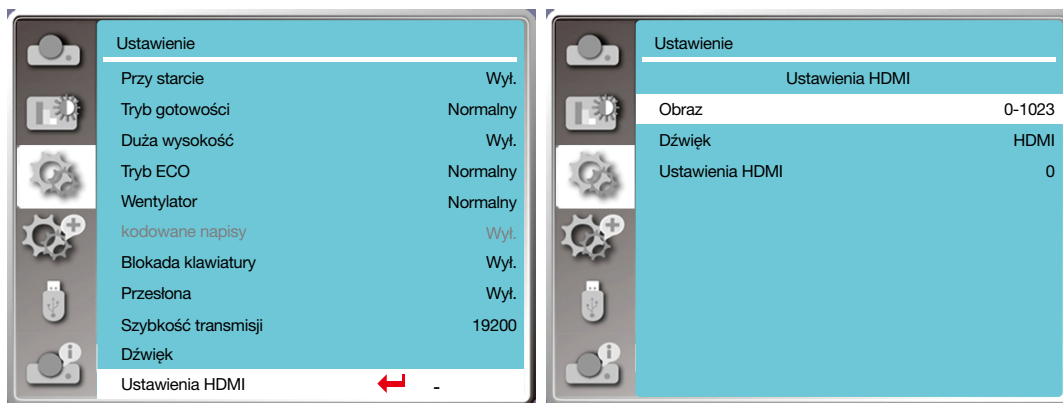 Ustawienie
Przy starcie Wył.
Tryb gotowości Normalny
Duża wysokość Wył.
Tryb ECO Normalny
Wentylator Normalny
kodowane napisy Wył.
Blokada klawiatury Wył.
Przesłona Wył.
Szybkość transmisji 19200
Dźwięk
Ustawienia HDMI -
Ustawienie
Ustawienia HDMI
Obraz 0-1023
Dźwięk HDMI
Ustawienia HDMI 0